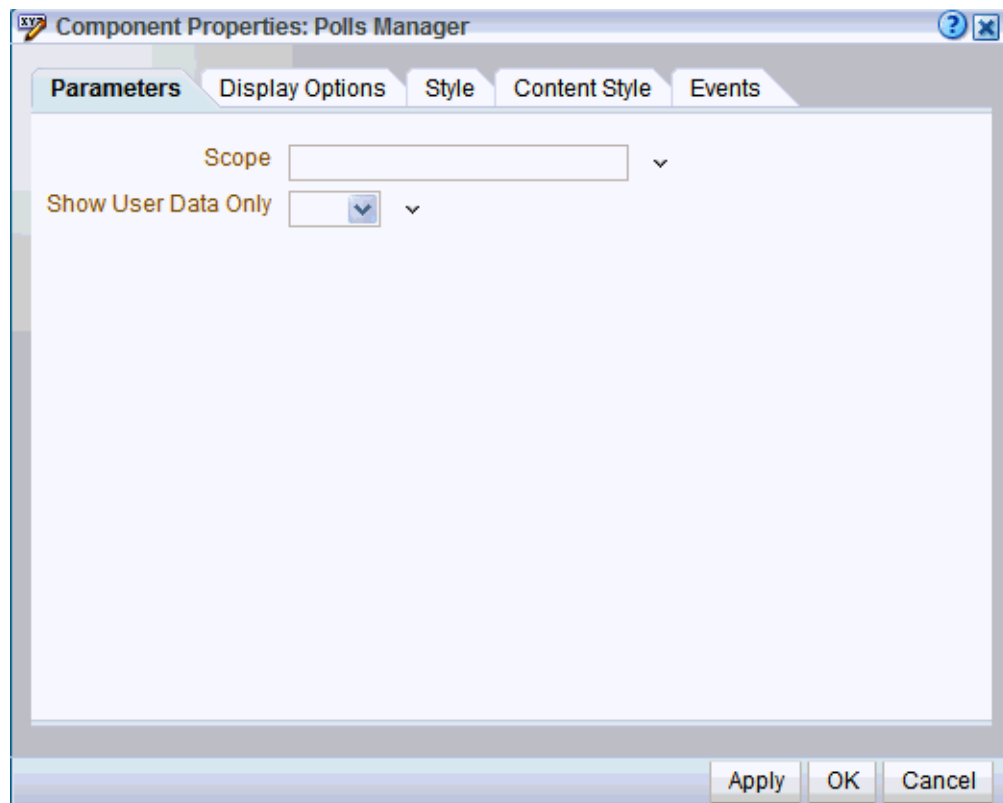 Component Properties: Polls Manager
Parameters Display Options Style Content Style Events
Scope
Show User Data Only
Apply OK Cancel